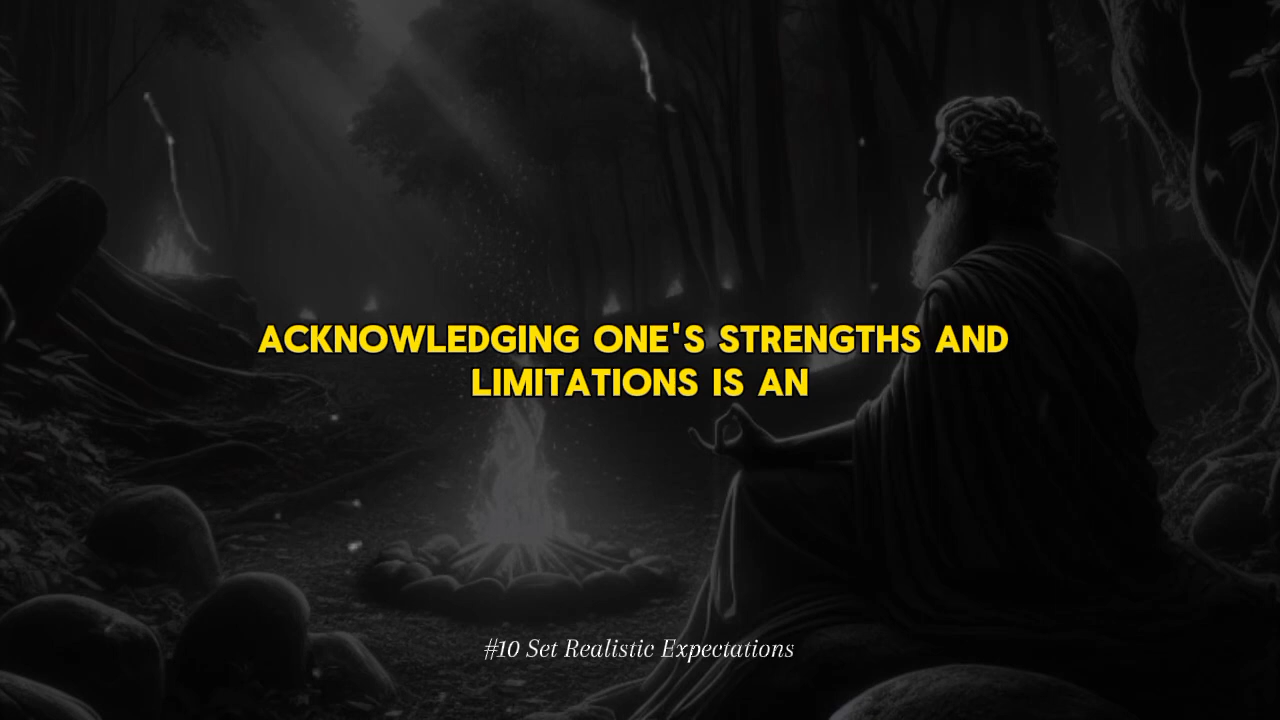 ACKNOWLEDGING ONE'S STRENGTHS AND
LIMITATIONS IS AN
#10 Set Realistic Expectations